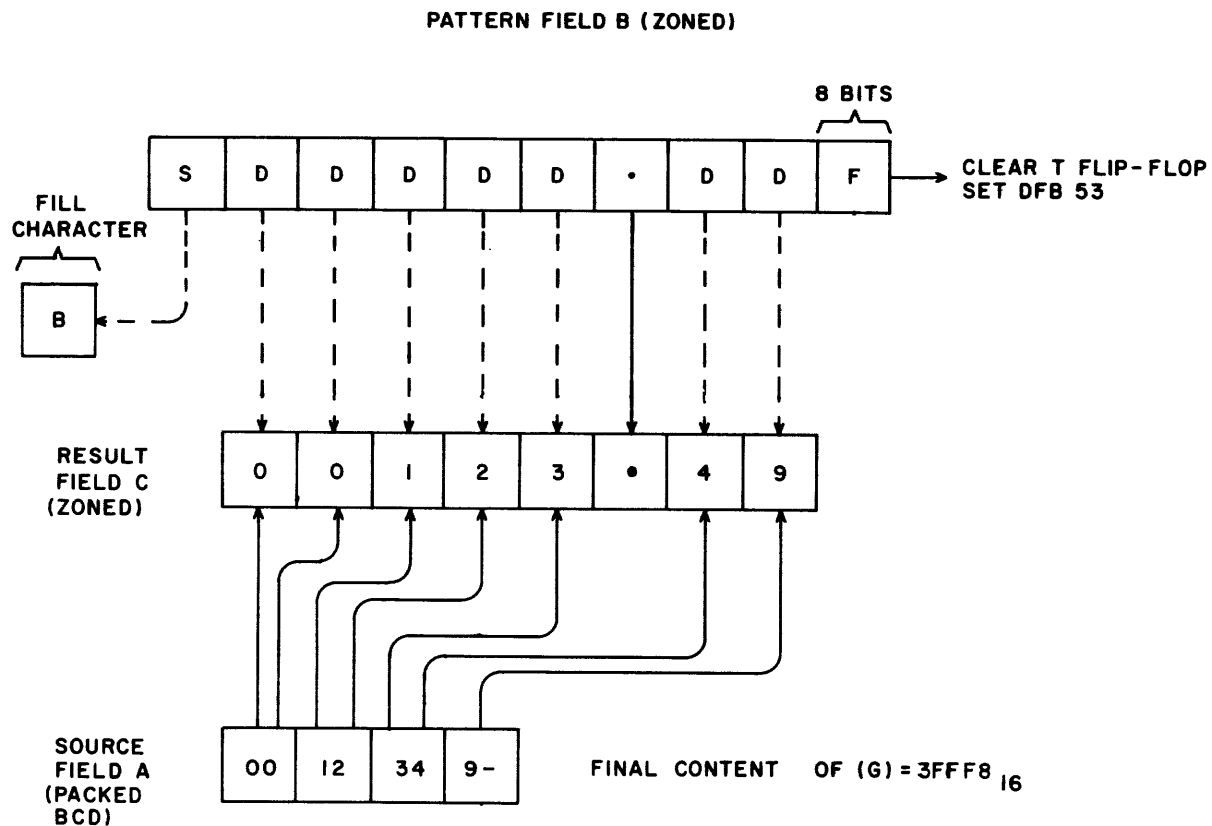 PATTERN FIELD B (ZONED)
8 BITS
S D D D D D • D D F
CLEAR T FLIP-FLOP
SET DFB 53
FILL
CHARACTER
B
RESULT
FIELD C
(ZONED)
0 0 1 2 3 • 4 9
SOURCE
FIELD A
(PACKED
BCD)
00 12 34 9-
FINAL CONTENT OF (G) = 3FFF8 16